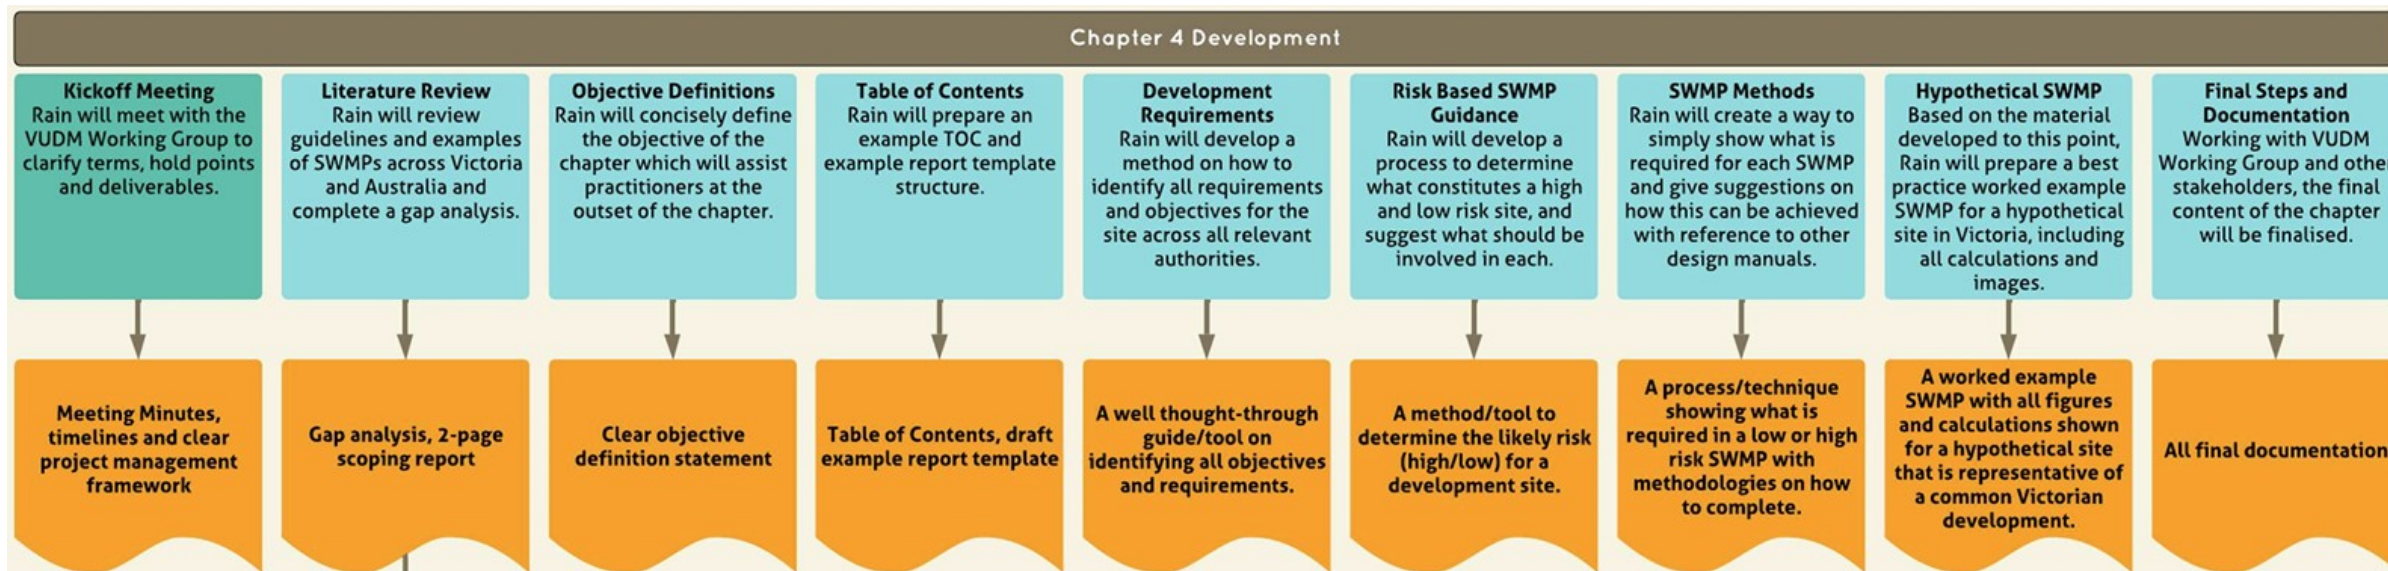 Chapter 4 Development
Kickoff Meeting
Rain will meet with the
VUDM Working Group to
clarify terms, hold points
and deliverables.
Literature Review
Rain will review
guidelines and examples
of SWMPs across Victoria
and Australia and
complete a gap analysis.
Objective Definitions
Rain will concisely define
the objective of the
chapter which will assist
practitioners at the
outset of the chapter.
Table of Contents
Rain will prepare an
example TOC and
example report template
structure.
Development
Requirements
Rain will develop a
method on how to
identify all requirements
and objectives for the
site across all relevant
authorities.
Risk Based SWMP
Guidance
Rain will develop a
process to determine
what constitutes a high
and low risk site, and
suggest what should be
involved in each.
SWMP Methods
Rain will create a way to
simply show what is
required for each SWMP
and give suggestions on
how this can be achieved
with reference to other
design manuals.
Hypothetical SWMP
Based on the material
developed to this point,
Rain will prepare a best
practice worked example
SWMP for a hypothetical
site in Victoria, including
all calculations and
images.
Final Steps and
Documentation
Working with VUDM
Working Group and other
stakeholders, the final
content of the chapter
will be finalised.
Meeting Minutes,
timelines and clear
project management
framework
Gap analysis, 2-page
scoping report
Clear objective
definition statement
Table of Contents, draft
example report template
A well thought-through
guide/tool on
identifying all objectives
and requirements.
A method/tool to
determine the likely risk
(high/low) for a
development site.
A process/technique
showing what is
required in a low or high
risk SWMP with
methodologies on how
to complete.
A worked example
SWMP with all figures
and calculations shown
for a hypothetical site
that is representative of
a common Victorian
development.
All final documentation